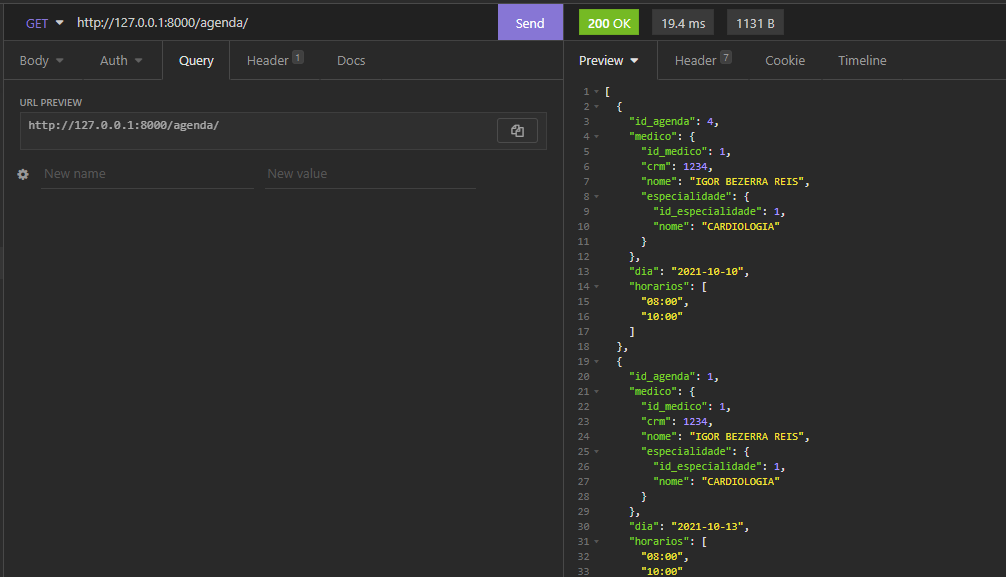 GET http://127.0.0.1:8000/agenda/ Send 200 OK 19.4 ms 1131 B
Body Auth Query Header 1 Docs
URL PREVIEW
http://127.0.0.1:8000/agenda/
New name New value
Preview Header 7 Cookie Timeline
1 [
2 {
3 "id_agenda": 4,
4 "medico": {
5 "id_medico": 1,
6 "crm": 1234,
7 "nome": "IGOR BEZERRA REIS",
8 "especialidade": {
9 "id_especialidade": 1,
10 "nome": "CARDIOLOGIA"
11 }
12 },
13 "dia": "2021-10-10",
14 "horarios": [
15 "08:00",
16 "10:00"
17 ]
18 },
19 {
20 "id_agenda": 1,
21 "medico": {
22 "id_medico": 1,
23 "crm": 1234,
24 "nome": "IGOR BEZERRA REIS",
25 "especialidade": {
26 "id_especialidade": 1,
27 "nome": "CARDIOLOGIA"
28 }
29 },
30 "dia": "2021-10-13",
31 "horarios": [
32 "08:00",
33 "10:00"